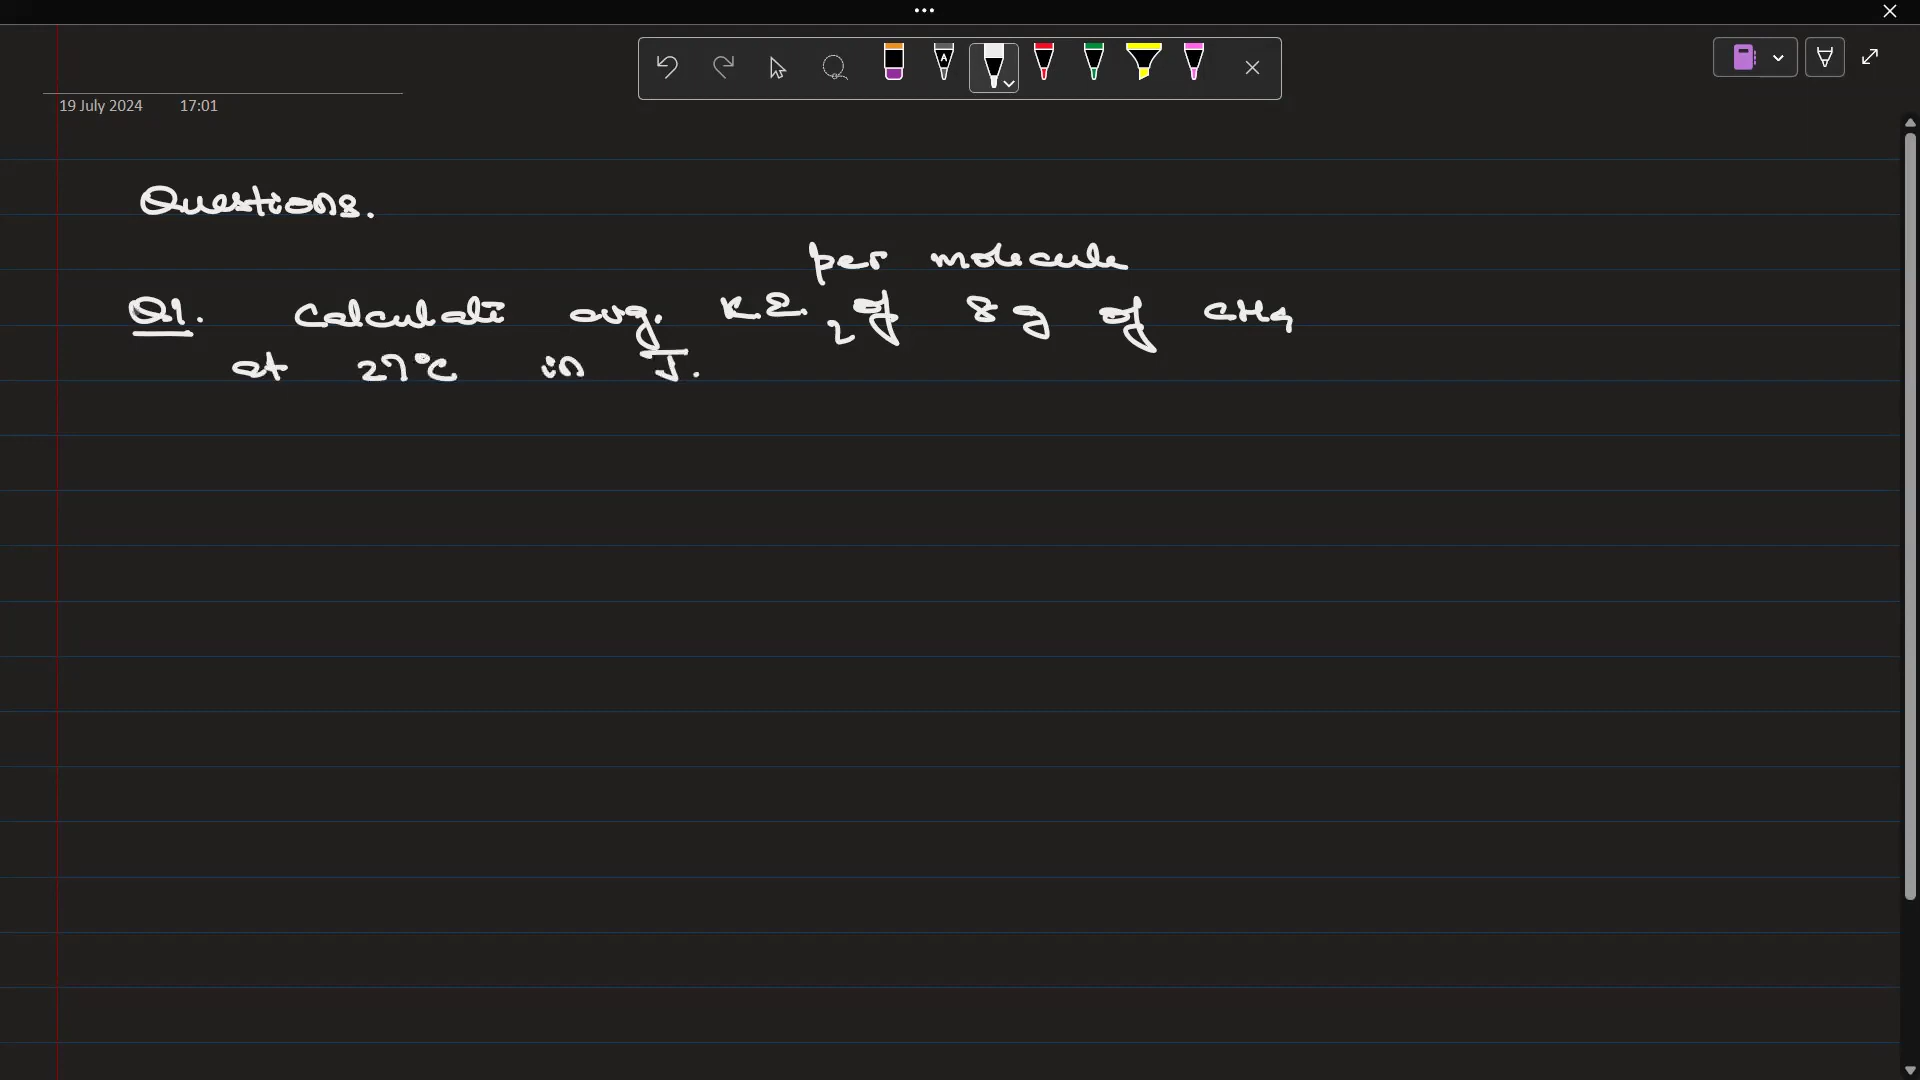 19 July 2024 17:01
Questions.
per molecule
Q1. Calculate avg. K.E. of 8 g of CH4
at 27°C in J.